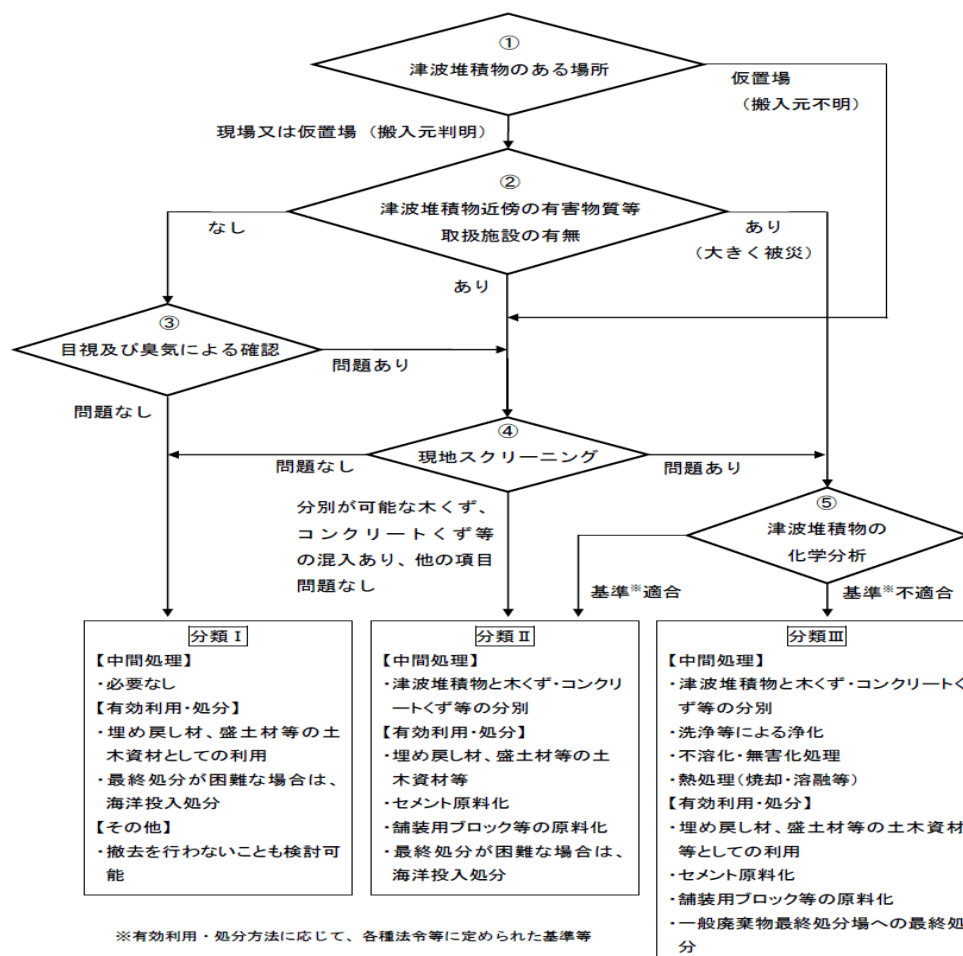 ①
津波堆積物のある場所
仮置場
（搬入元不明）
現場又は仮置場（搬入元判明）
②
津波堆積物近傍の有害物質等
取扱施設の有無
なし
あり
（大きく被災）
あり
③
目視及び臭気による確認
問題あり
問題なし
④
現地スクリーニング
問題なし
問題あり
分別が可能な木くず、
コンクリートくず等
の混入あり、他の項目
問題なし
⑤
津波堆積物の
化学分析
基準※適合
基準※不適合
分類Ⅰ
【中間処理】
・必要なし
【有効利用・処分】
・埋め戻し材、盛土材等の土
木資材としての利用
・最終処分が困難な場合は、
海洋投入処分
【その他】
・撤去を行わないことも検討可
能
分類Ⅱ
【中間処理】
・津波堆積物と木くず・コンクリ
ートくず等の分別
【有効利用・処分】
・埋め戻し材、盛土材等の土
木資材等
・セメント原料化
・舗装用ブロック等の原料化
・最終処分が困難な場合は、
海洋投入処分
分類Ⅲ
【中間処理】
・津波堆積物と木くず・コンクリートく
ず等の分別
・洗浄等による浄化
・不溶化・無害化処理
・熱処理（焼却・溶融等）
【有効利用・処分】
・埋め戻し材、盛土材等の土木資材
等としての利用
・セメント原料化
・舗装用ブロック等の原料化
・一般廃棄物最終処分場への最終処
分
※有効利用・処分方法に応じて、各種法令等に定められた基準等